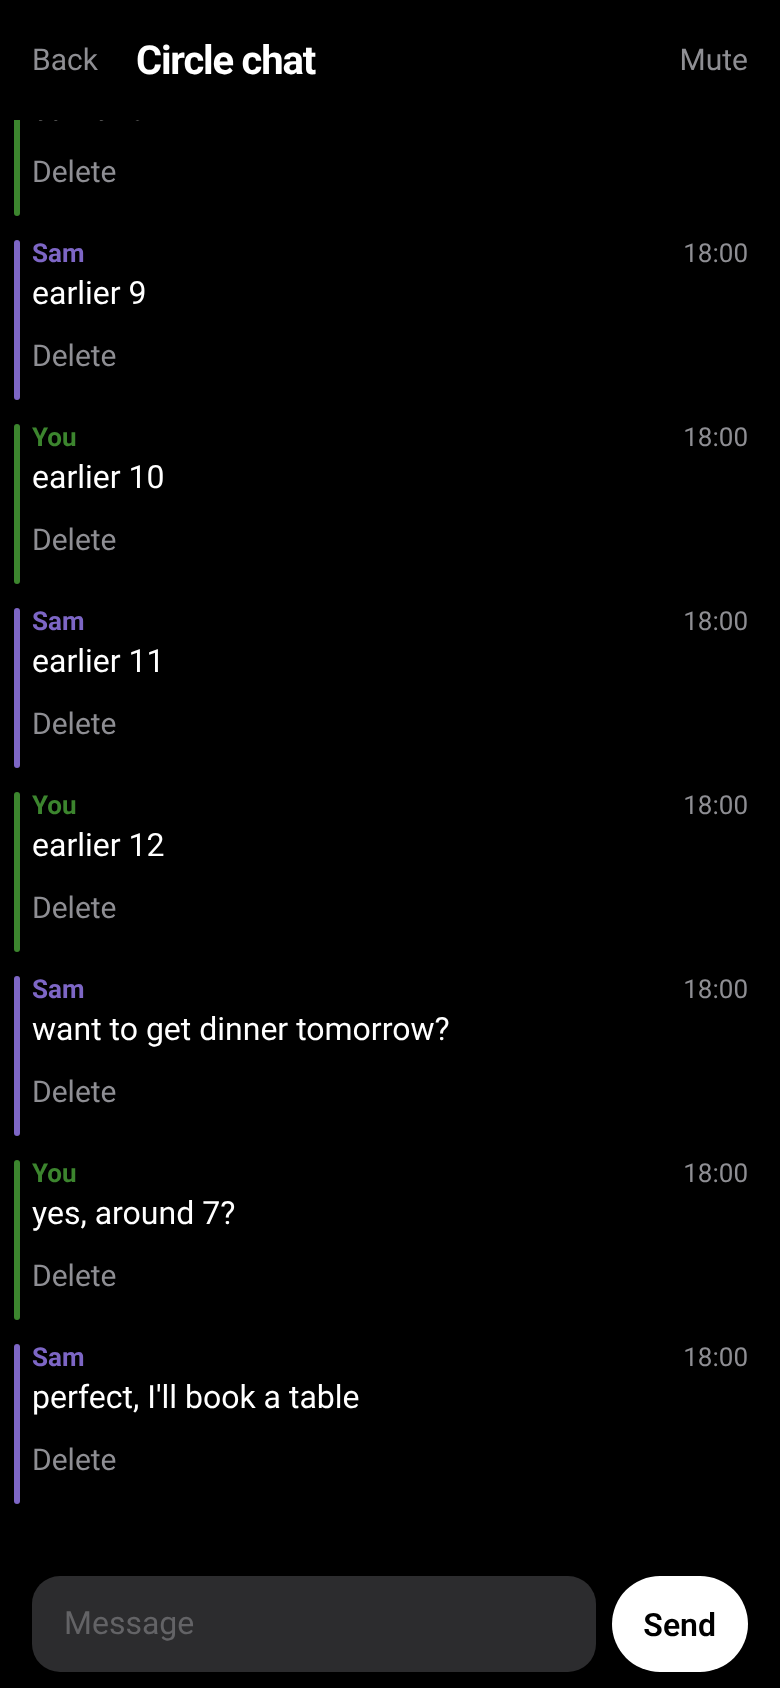 Back Circle chat Mute
Delete
Sam 18:00
earlier 9
Delete
You 18:00
earlier 10
Delete
Sam 18:00
earlier 11
Delete
You 18:00
earlier 12
Delete
Sam 18:00
want to get dinner tomorrow?
Delete
You 18:00
yes, around 7?
Delete
Sam 18:00
perfect, I'll book a table
Delete
Message Send